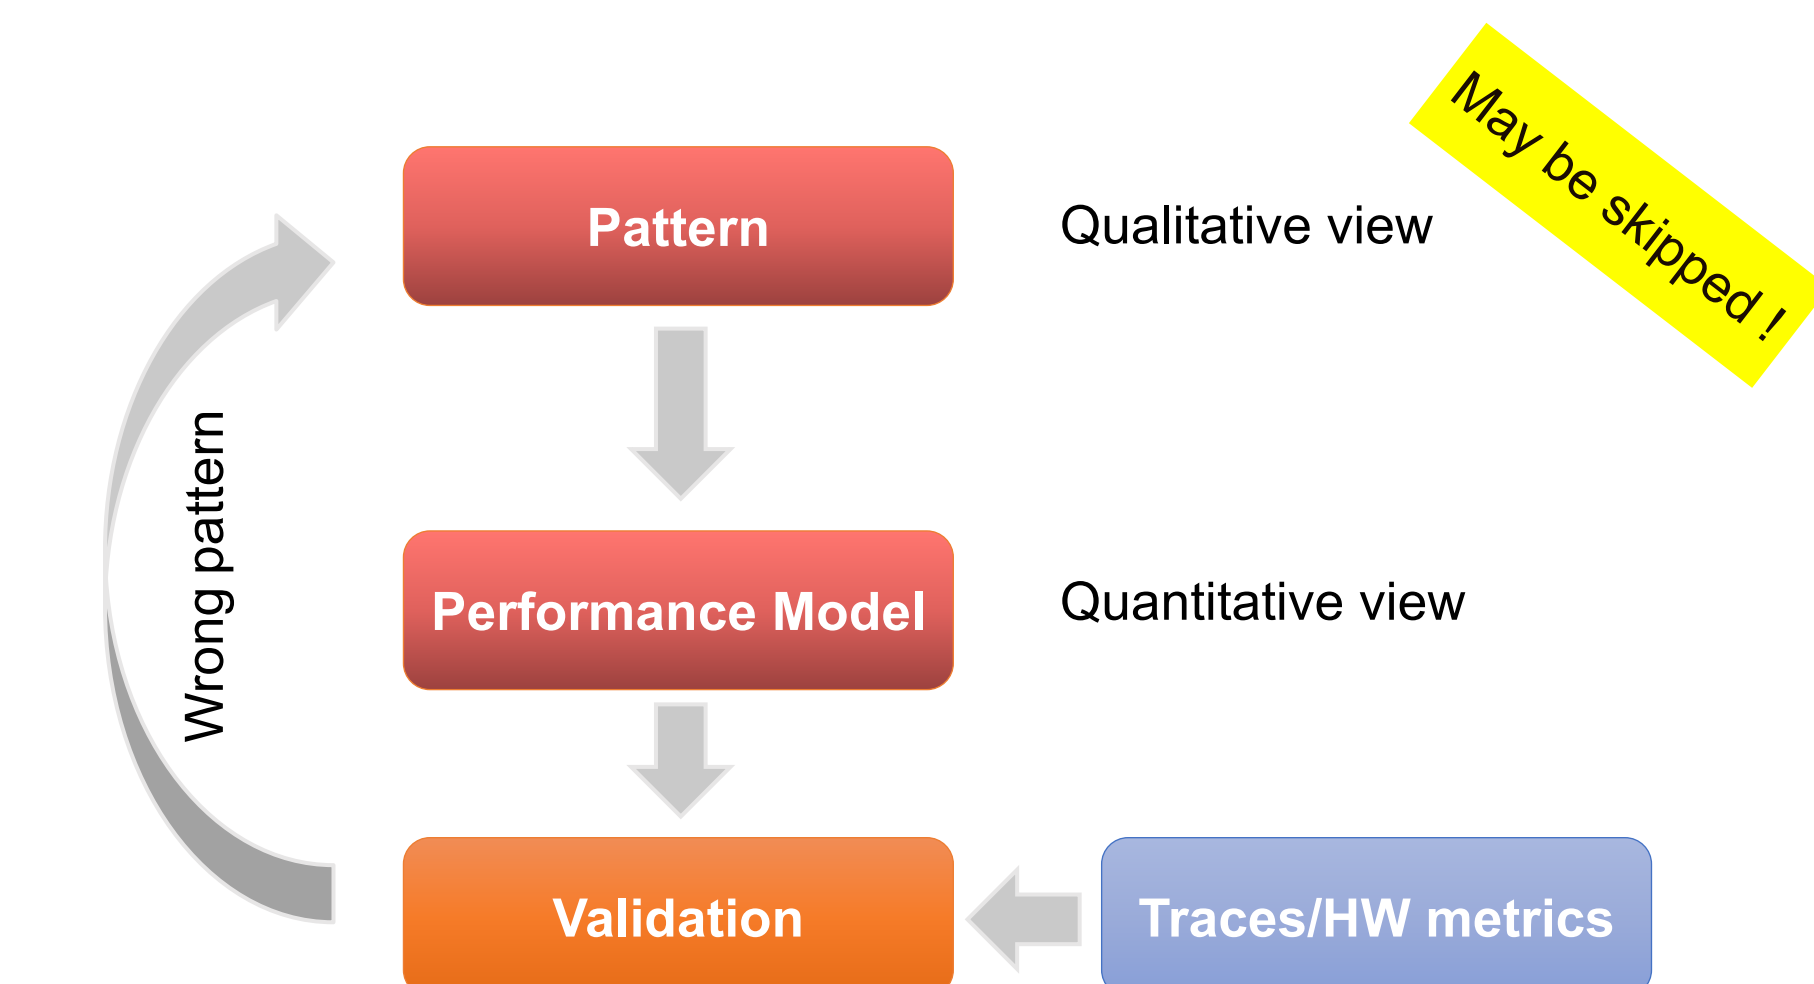 May be skipped !
Pattern
Qualitative view
Wrong pattern
Performance Model
Quantitative view
Validation
Traces/HW metrics